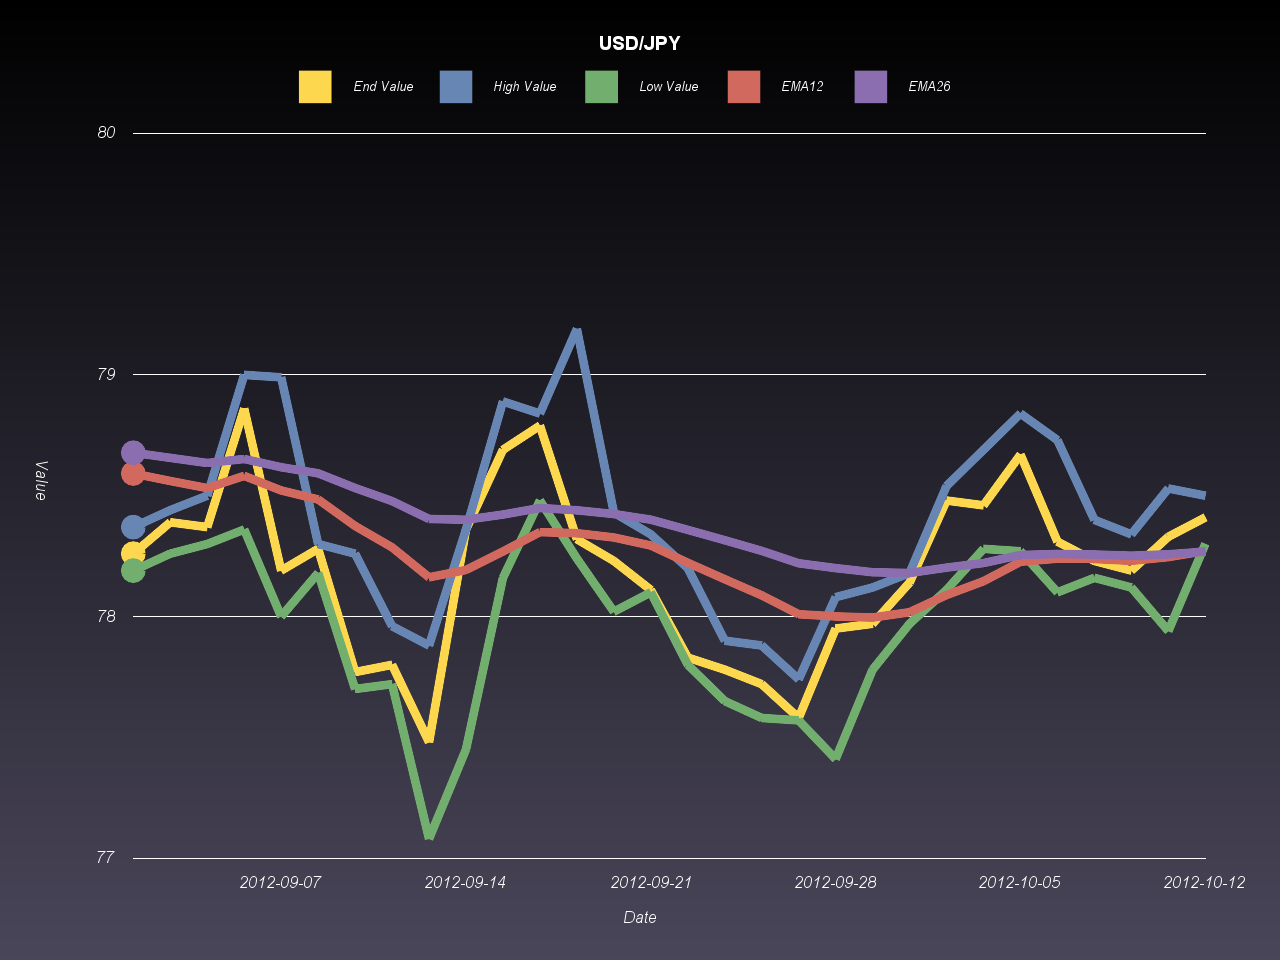 USD/JPY
End Value High Value Low Value EMA12 EMA26
80
79
Value
78
77
2012-09-07 2012-09-14 2012-09-21 2012-09-28 2012-10-05 2012-10-12
Date